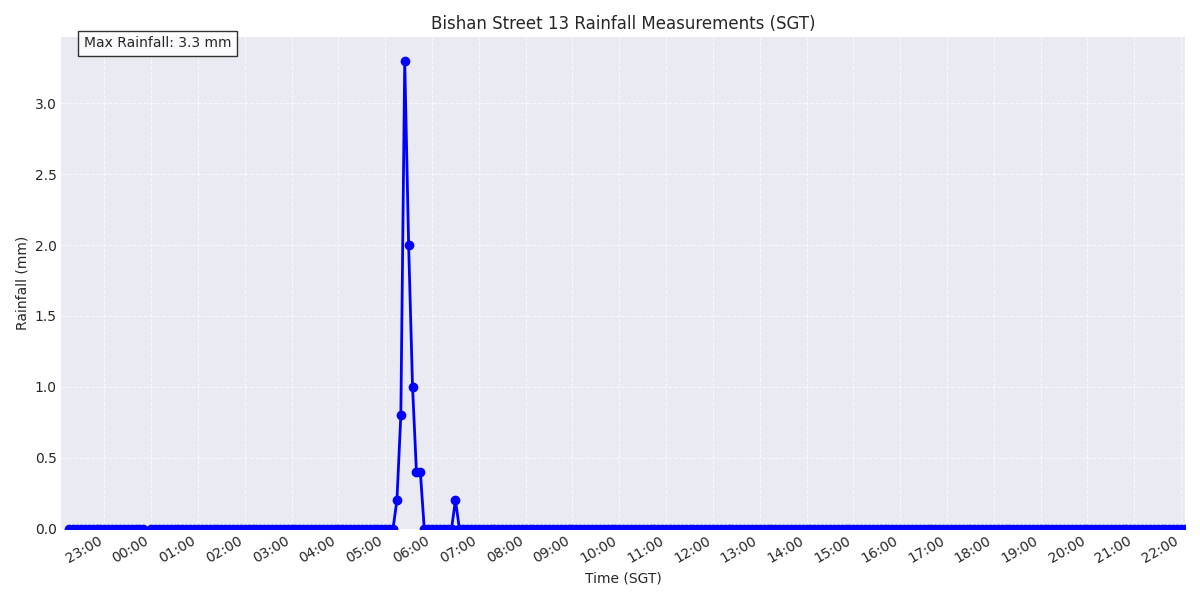 Bishan Street 13 Rainfall Measurements (SGT)
Max Rainfall: 3.3 mm
3.0
2.5
2.0
1.5
1.0
0.5
0.0
Rainfall (mm)
23:00 00:00 01:00 02:00 03:00 04:00 05:00 06:00 07:00 08:00 09:00 10:00 11:00 12:00 13:00 14:00 15:00 16:00 17:00 18:00 19:00 20:00 21:00 22:00
Time (SGT)